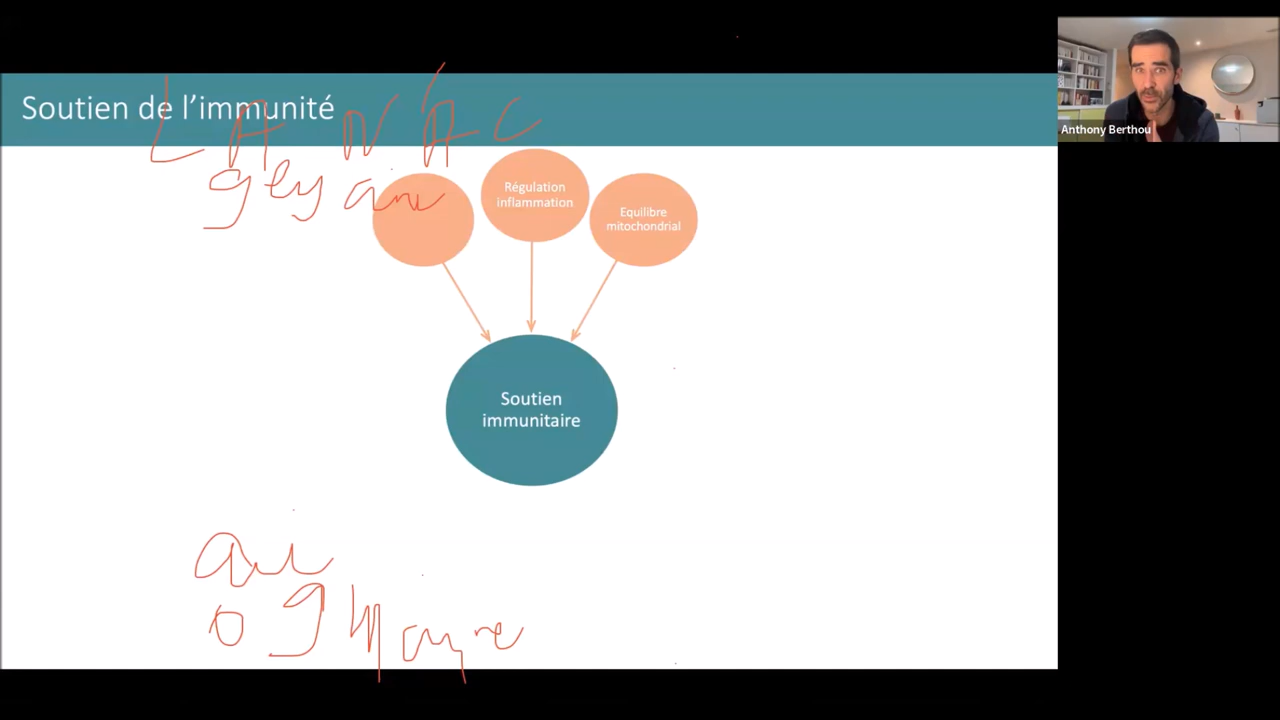 Soutien de l'immunité
L A N A C
Régulation
inflammation
Equilibre
mitochondrial
Soutien
immunitaire
Anthony Berthou